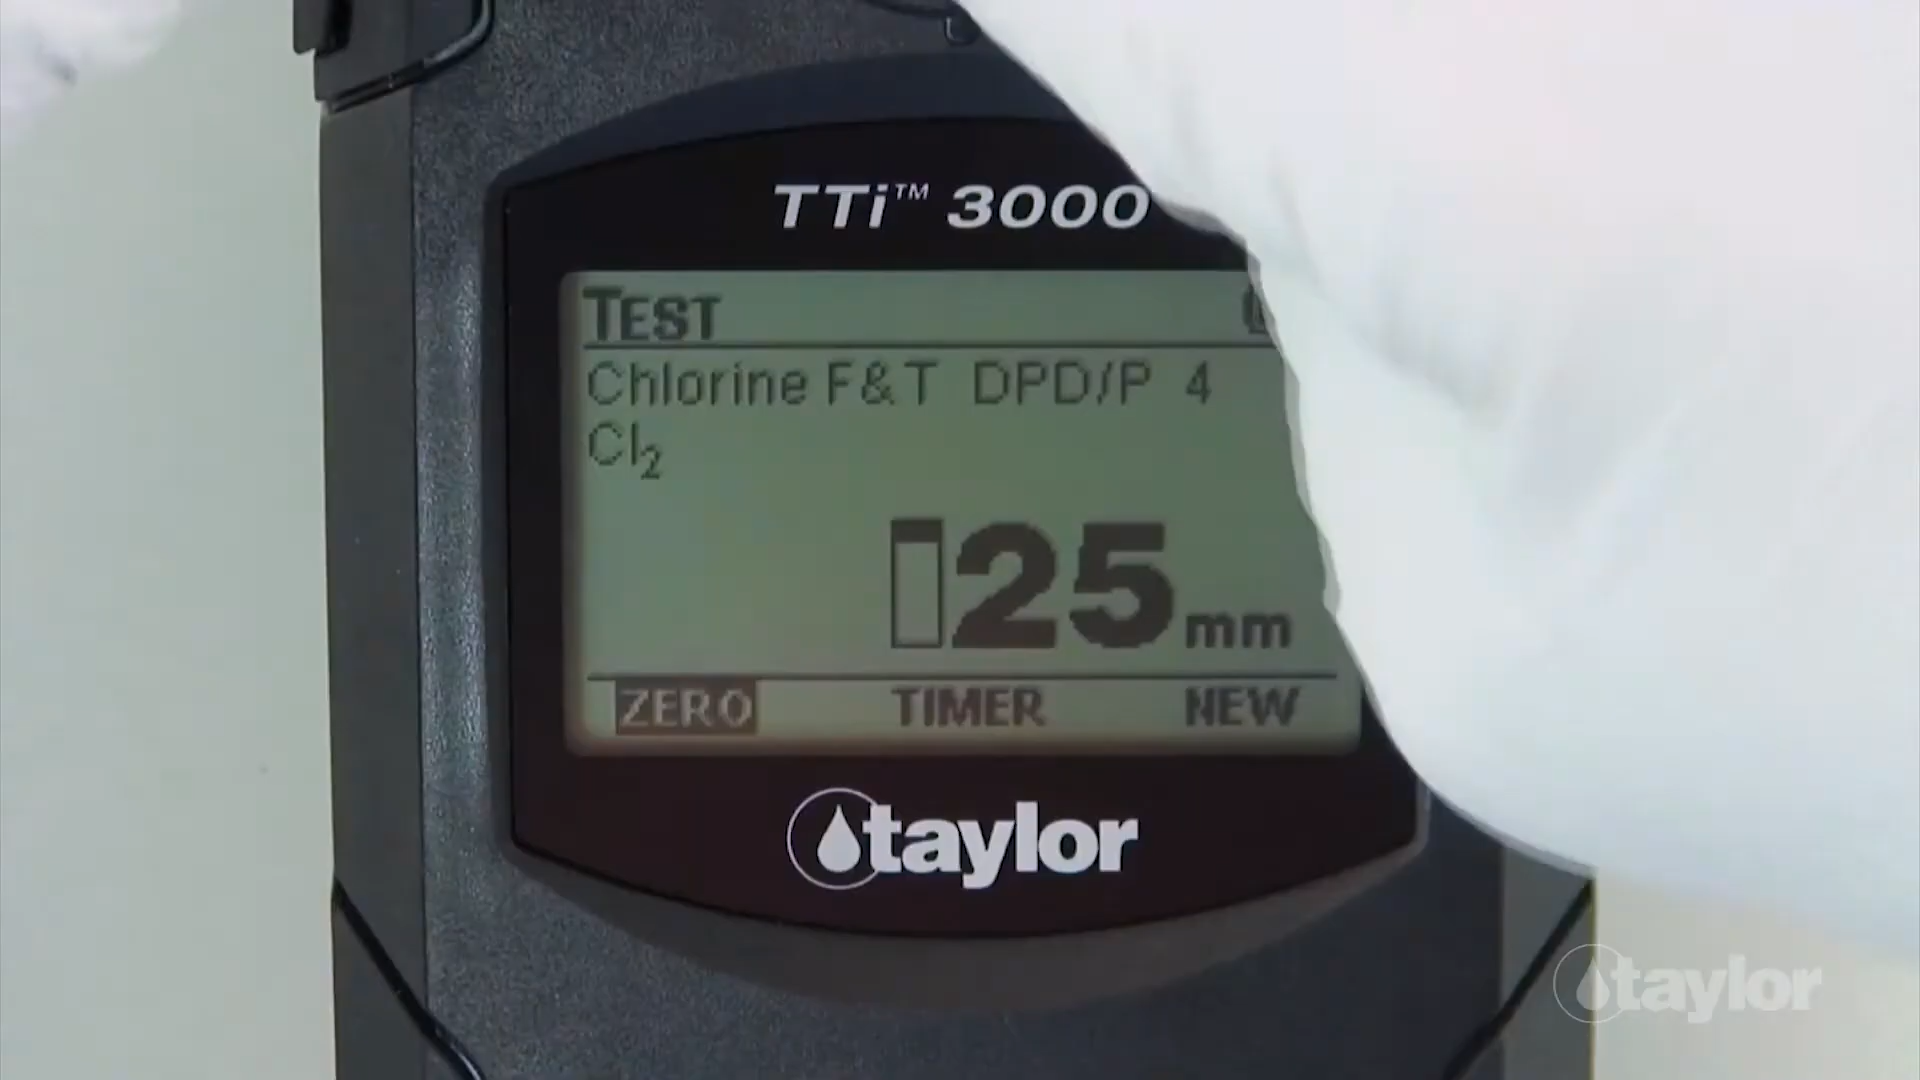 TTi™ 3000
TEST
Chlorine F&T DPD/P 4
Cl₂
25 mm
ZERO TIMER NEW
taylor
taylor